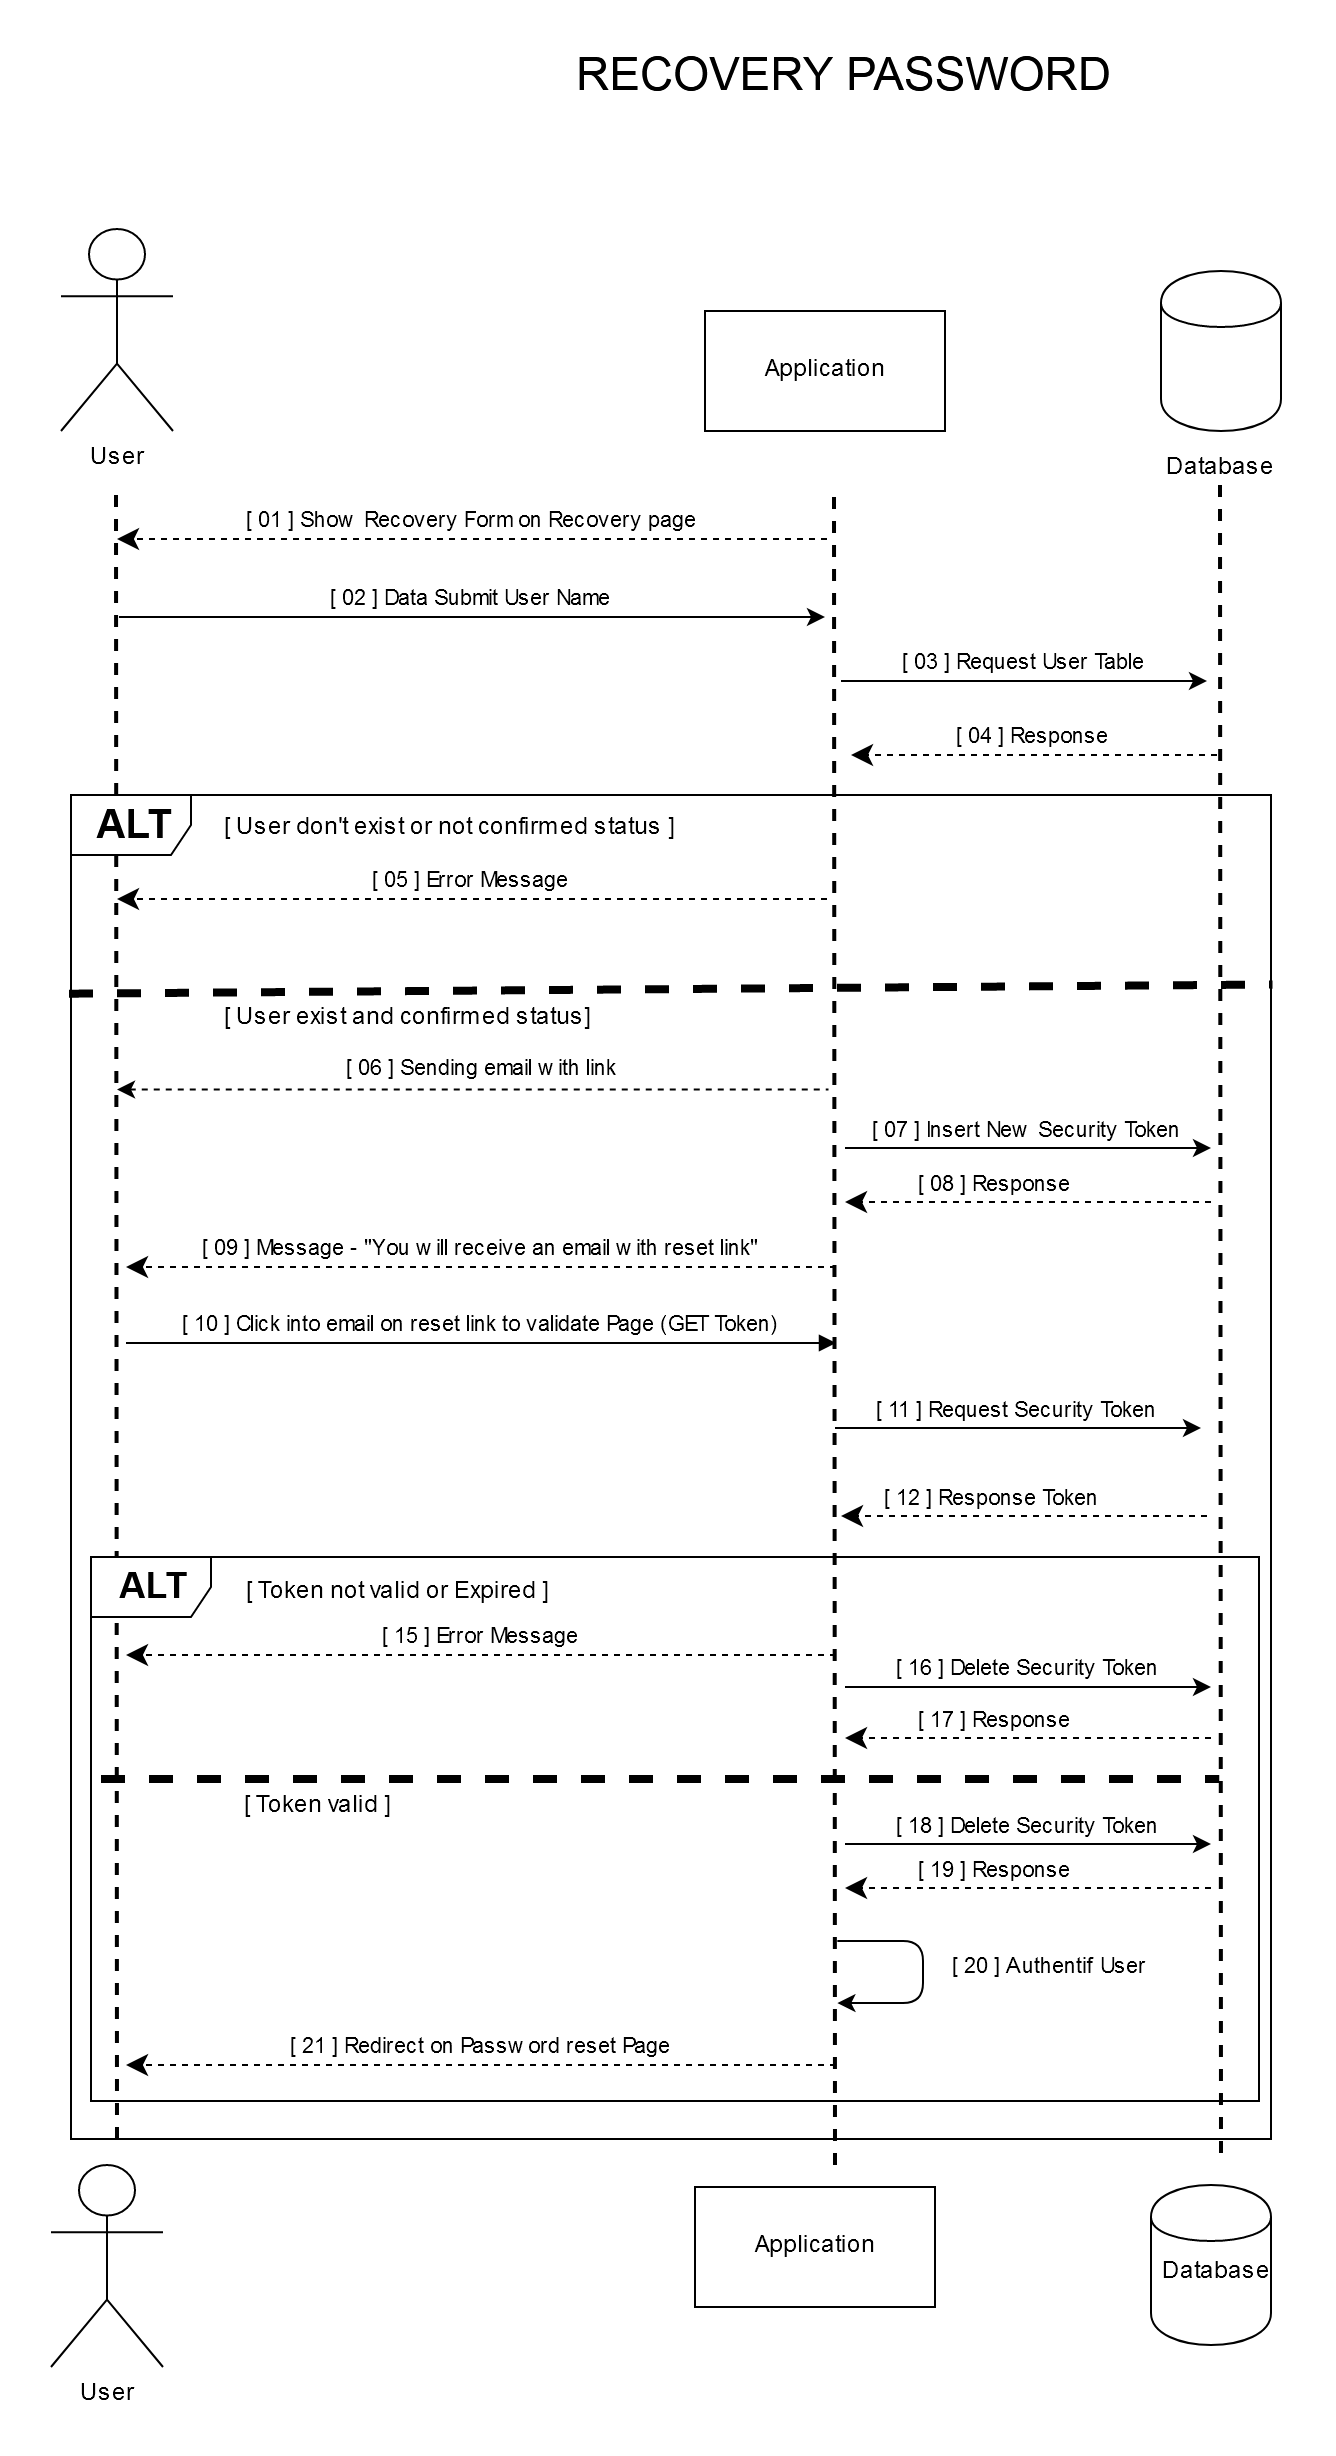 RECOVERY PASSWORD
Application
User
Database
[ 01 ] Show Recovery Form on Recovery page
[ 02 ] Data Submit User Name
[ 03 ] Request User Table
[ 04 ] Response
ALT
[ User don't exist or not confirmed status ]
[ 05 ] Error Message
[ User exist and confirmed status]
[ 06 ] Sending email with link
[ 07 ] Insert New Security Token
[ 08 ] Response
[ 09 ] Message - "You will receive an email with reset link"
[ 10 ] Click into email on reset link to validate Page (GET Token)
[ 11 ] Request Security Token
[ 12 ] Response Token
ALT
[ Token not valid or Expired ]
[ 15 ] Error Message
[ 16 ] Delete Security Token
[ 17 ] Response
[ Token valid ]
[ 18 ] Delete Security Token
[ 19 ] Response
[ 20 ] Authentif User
[ 21 ] Redirect on Password reset Page
Application
Database
User